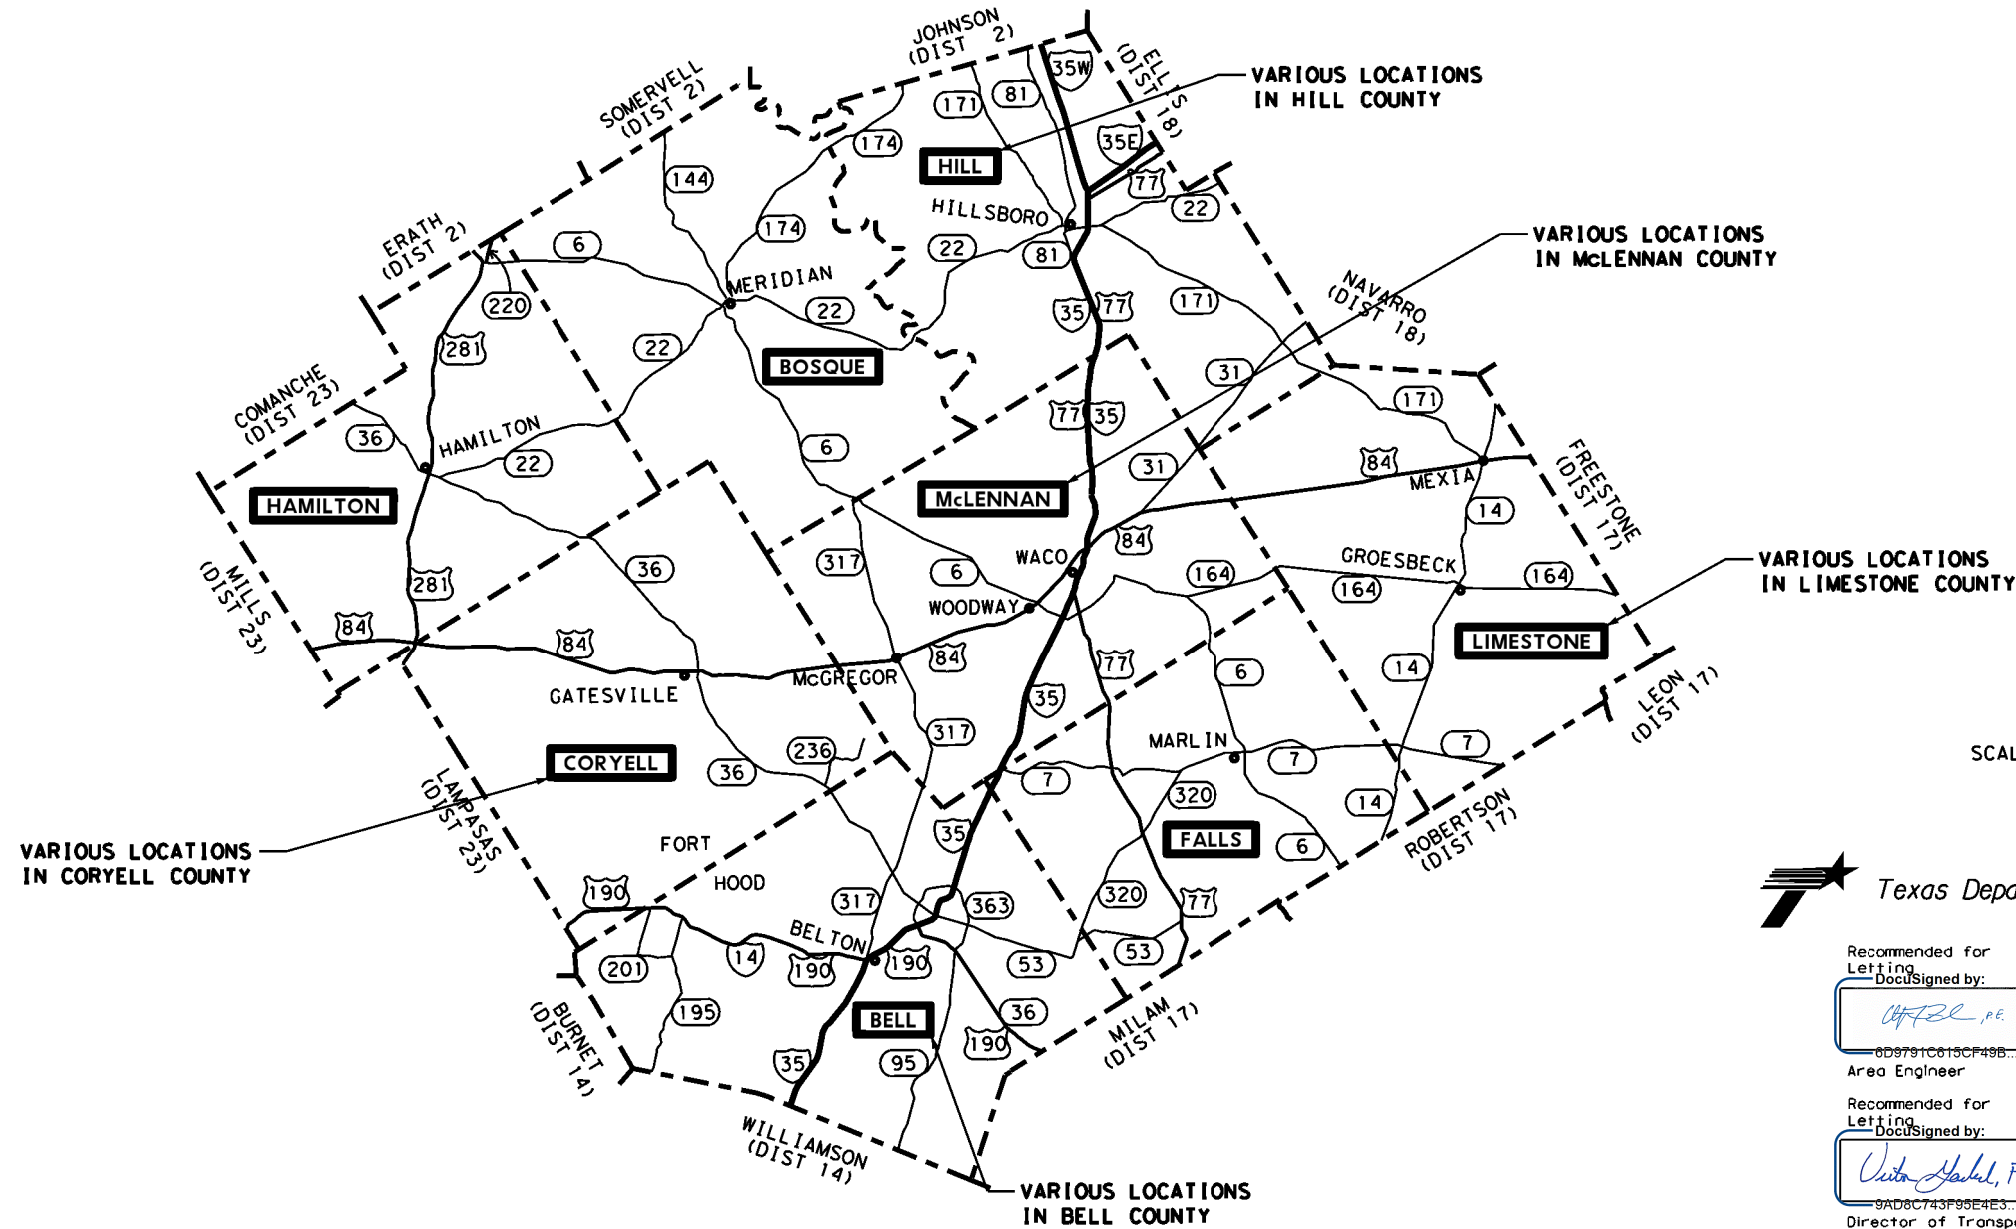 JOHNSON
(DIST 2)
ELLIS
(DIST 18)
35W
VARIOUS LOCATIONS
IN HILL COUNTY
SOMERVELL
(DIST 2)
171
81
174
35E
HILL
144
77
HILLSBORO
22
174
ERATH
(DIST 2)
6
22
81
VARIOUS LOCATIONS
IN McLENNAN COUNTY
MERIDIAN
220
22
35
77
171
NAVARRO
(DIST 18)
281
22
BOSQUE
31
COMANCHE
(DIST 23)
171
77
35
36
HAMILTON
22
6
31
84
MEXIA
FREESTONE
(DIST 17)
HAMILTON
McLENNAN
14
84
WACO
GROESBECK
VARIOUS LOCATIONS
IN LIMESTONE COUNTY
317
36
6
164
164
164
MILLS
(DIST 23)
281
WOODWAY
84
84
84
LIMESTONE
77
6
14
McGREGOR
GATESVILLE
35
LEON
(DIST 17)
317
MARLIN
7
236
CORYELL
36
7
7
SCAL
LAMPASAS
(DIST 23)
320
14
35
FALLS
6
ROBERTSON
(DIST 17)
VARIOUS LOCATIONS
IN CORYELL COUNTY
FORT
HOOD
190
317
363
320
77
Texas Depa
BELTON
201
14
190
190
53
53
Recommended for
Letting
DocuSigned by:
, P.E.
6D9791C615CF49B...
Area Engineer
195
BELL
36
190
MILAM
(DIST 17)
BURNET
(DIST 14)
35
95
WILLIAMSON
(DIST 14)
Recommended for
Letting
DocuSigned by:
9AD8C743F95E4E3...
Director of Transp
VARIOUS LOCATIONS
IN BELL COUNTY